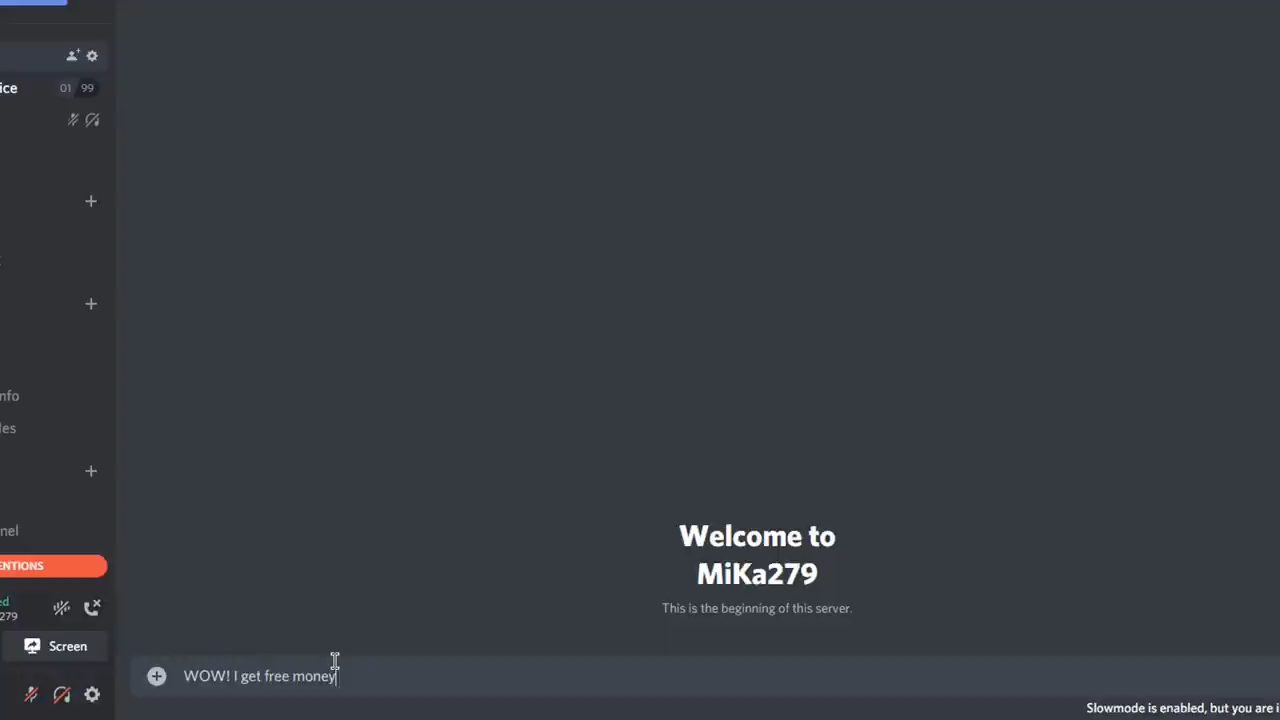 ice
01 99
nfo
les
nel
ENTIONS
ed
279
Screen
Welcome to
MiKa279
This is the beginning of this server.
WOW! I get free money
Slowmode is enabled, but you are i